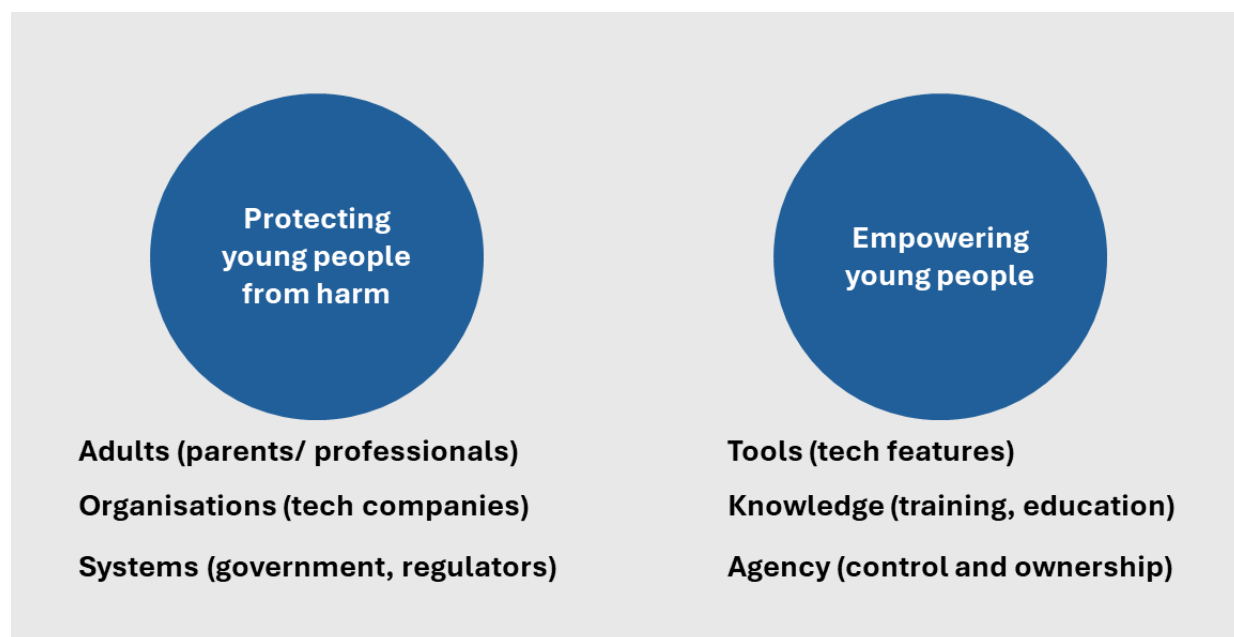 Protecting
young people
from harm
Adults (parents/ professionals)
Organisations (tech companies)
Systems (government, regulators)
Empowering
young people
Tools (tech features)
Knowledge (training, education)
Agency (control and ownership)